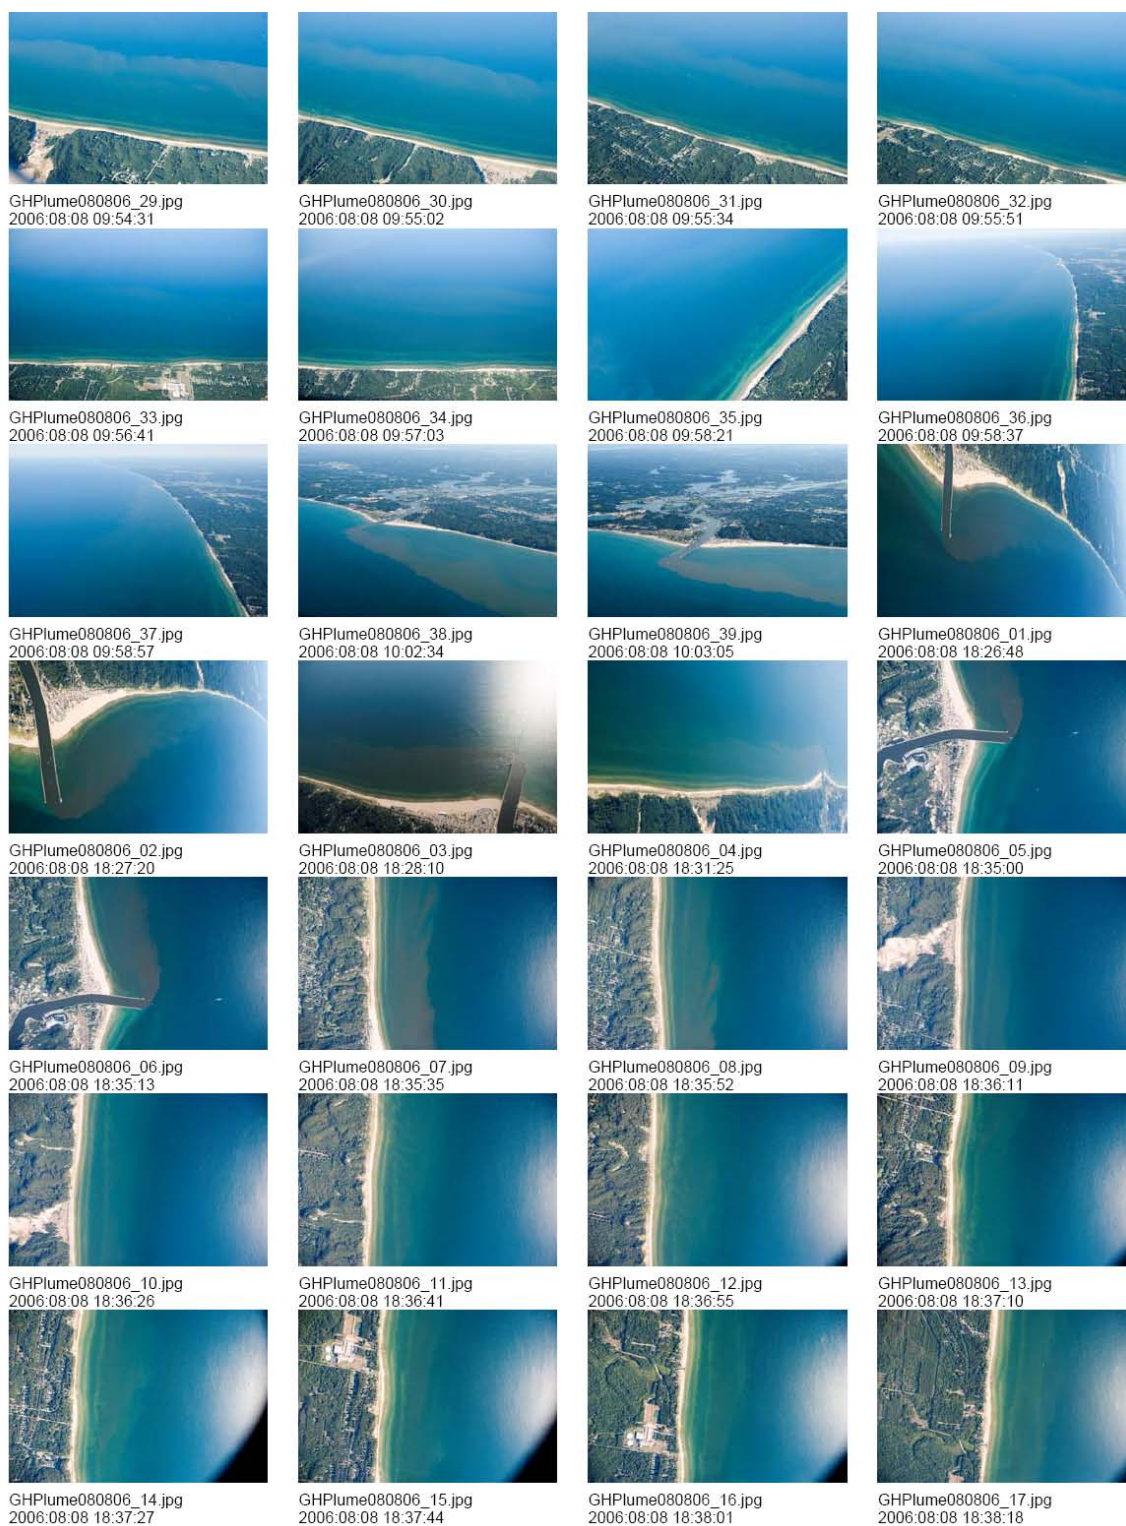 GHPlume080806_29.jpg
2006:08:08 09:54:31
GHPlume080806_30.jpg
2006:08:08 09:55:02
GHPlume080806_31.jpg
2006:08:08 09:55:34
GHPlume080806_32.jpg
2006:08:08 09:55:51
GHPlume080806_33.jpg
2006:08:08 09:56:41
GHPlume080806_34.jpg
2006:08:08 09:57:03
GHPlume080806_35.jpg
2006:08:08 09:58:21
GHPlume080806_36.jpg
2006:08:08 09:58:37
GHPlume080806_37.jpg
2006:08:08 09:58:57
GHPlume080806_38.jpg
2006:08:08 10:02:34
GHPlume080806_39.jpg
2006:08:08 10:03:05
GHPlume080806_01.jpg
2006:08:08 18:26:48
GHPlume080806_02.jpg
2006:08:08 18:27:20
GHPlume080806_03.jpg
2006:08:08 18:28:10
GHPlume080806_04.jpg
2006:08:08 18:31:25
GHPlume080806_05.jpg
2006:08:08 18:35:00
GHPlume080806_06.jpg
2006:08:08 18:35:13
GHPlume080806_07.jpg
2006:08:08 18:35:35
GHPlume080806_08.jpg
2006:08:08 18:35:52
GHPlume080806_09.jpg
2006:08:08 18:36:11
GHPlume080806_10.jpg
2006:08:08 18:36:26
GHPlume080806_11.jpg
2006:08:08 18:36:41
GHPlume080806_12.jpg
2006:08:08 18:36:55
GHPlume080806_13.jpg
2006:08:08 18:37:10
GHPlume080806_14.jpg
2006:08:08 18:37:27
GHPlume080806_15.jpg
2006:08:08 18:37:44
GHPlume080806_16.jpg
2006:08:08 18:38:01
GHPlume080806_17.jpg
2006:08:08 18:38:18